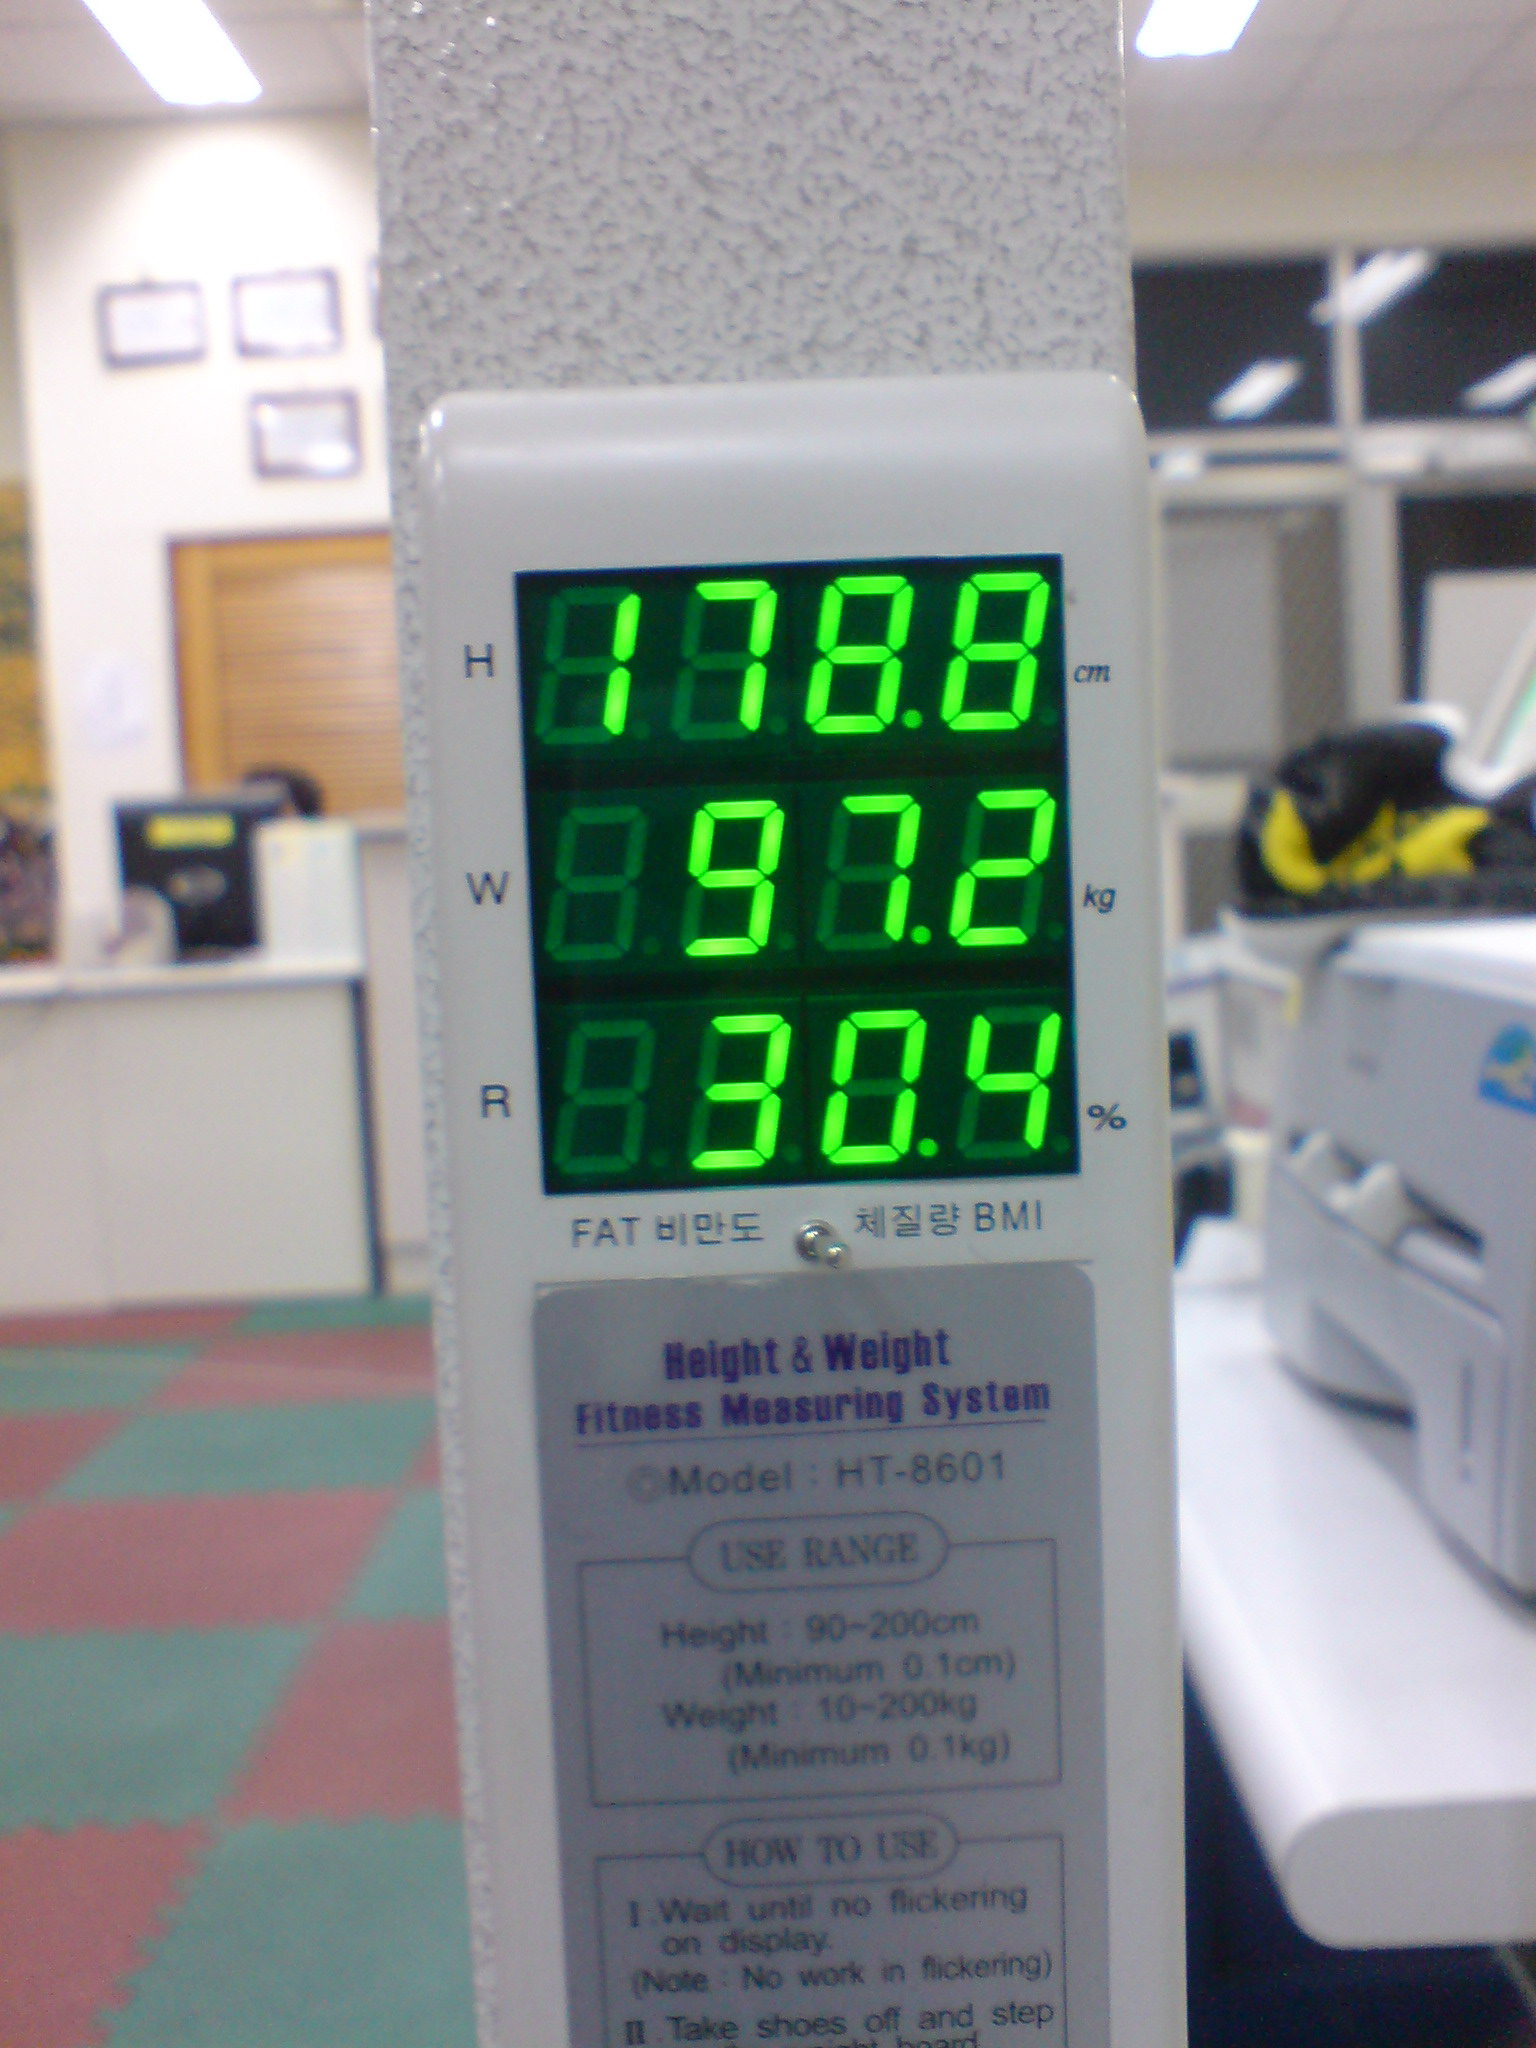 H 178.8 cm
W 97.2 kg
R 30.4 %
FAT 비만도 체질량 BMI
Height & Weight
Fitness Measuring System
◎Model : HT-8601
USE RANGE
Height : 90~200cm
(Minimum 0.1cm)
Weight : 10~200kg
(Minimum 0.1kg)
HOW TO USE
Ⅰ. Wait until no flickering
on display.
(Note : No work in flickering)
Ⅱ. Take shoes off and step
board